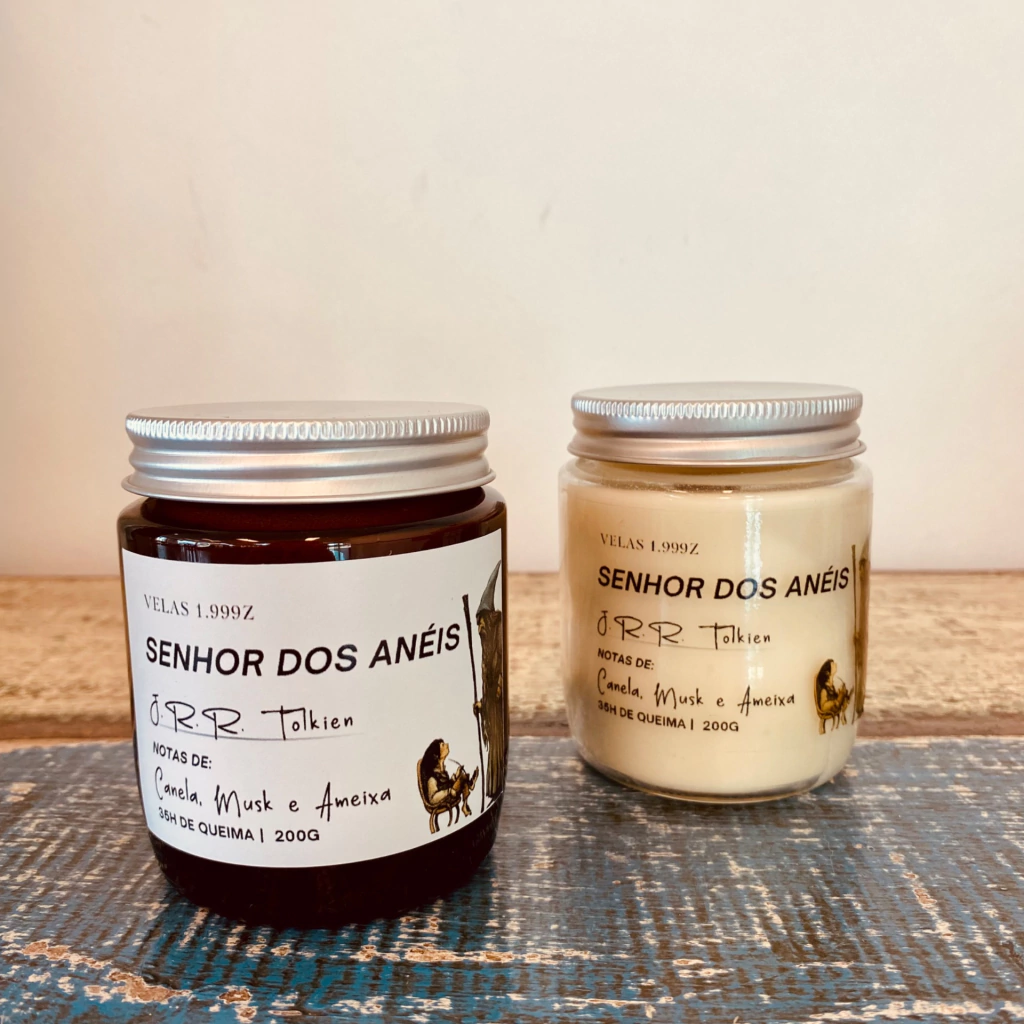 VELAS 1.999Z
SENHOR DOS ANÉIS
J.R.R. Tolkien
NOTAS DE:
Canela, Musk e Ameixa
35H DE QUEIMA | 200G
VELAS 1.999Z
SENHOR DOS ANÉIS
J.R.R. Tolkien
NOTAS DE:
Canela, Musk e Ameixa
35H DE QUEIMA | 200G